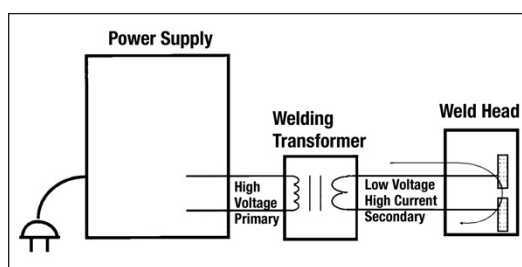 Power Supply
Welding
Transformer
Weld Head
High
Voltage
Primary
Low Voltage
High Current
Secondary